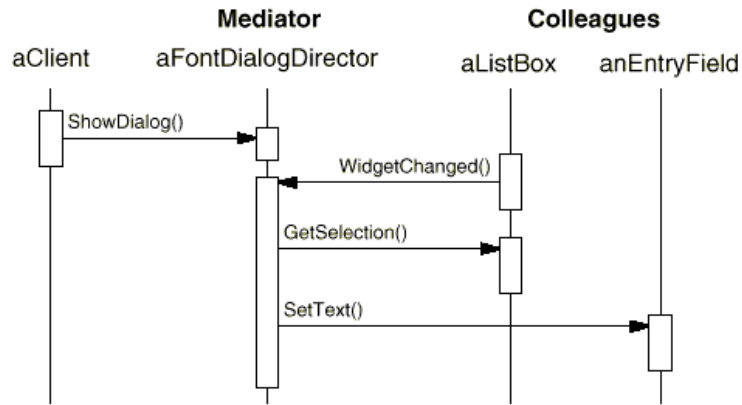 Mediator Colleagues
aClient aFontDialogDirector aListBox anEntryField
ShowDialog()
WidgetChanged()
GetSelection()
SetText()